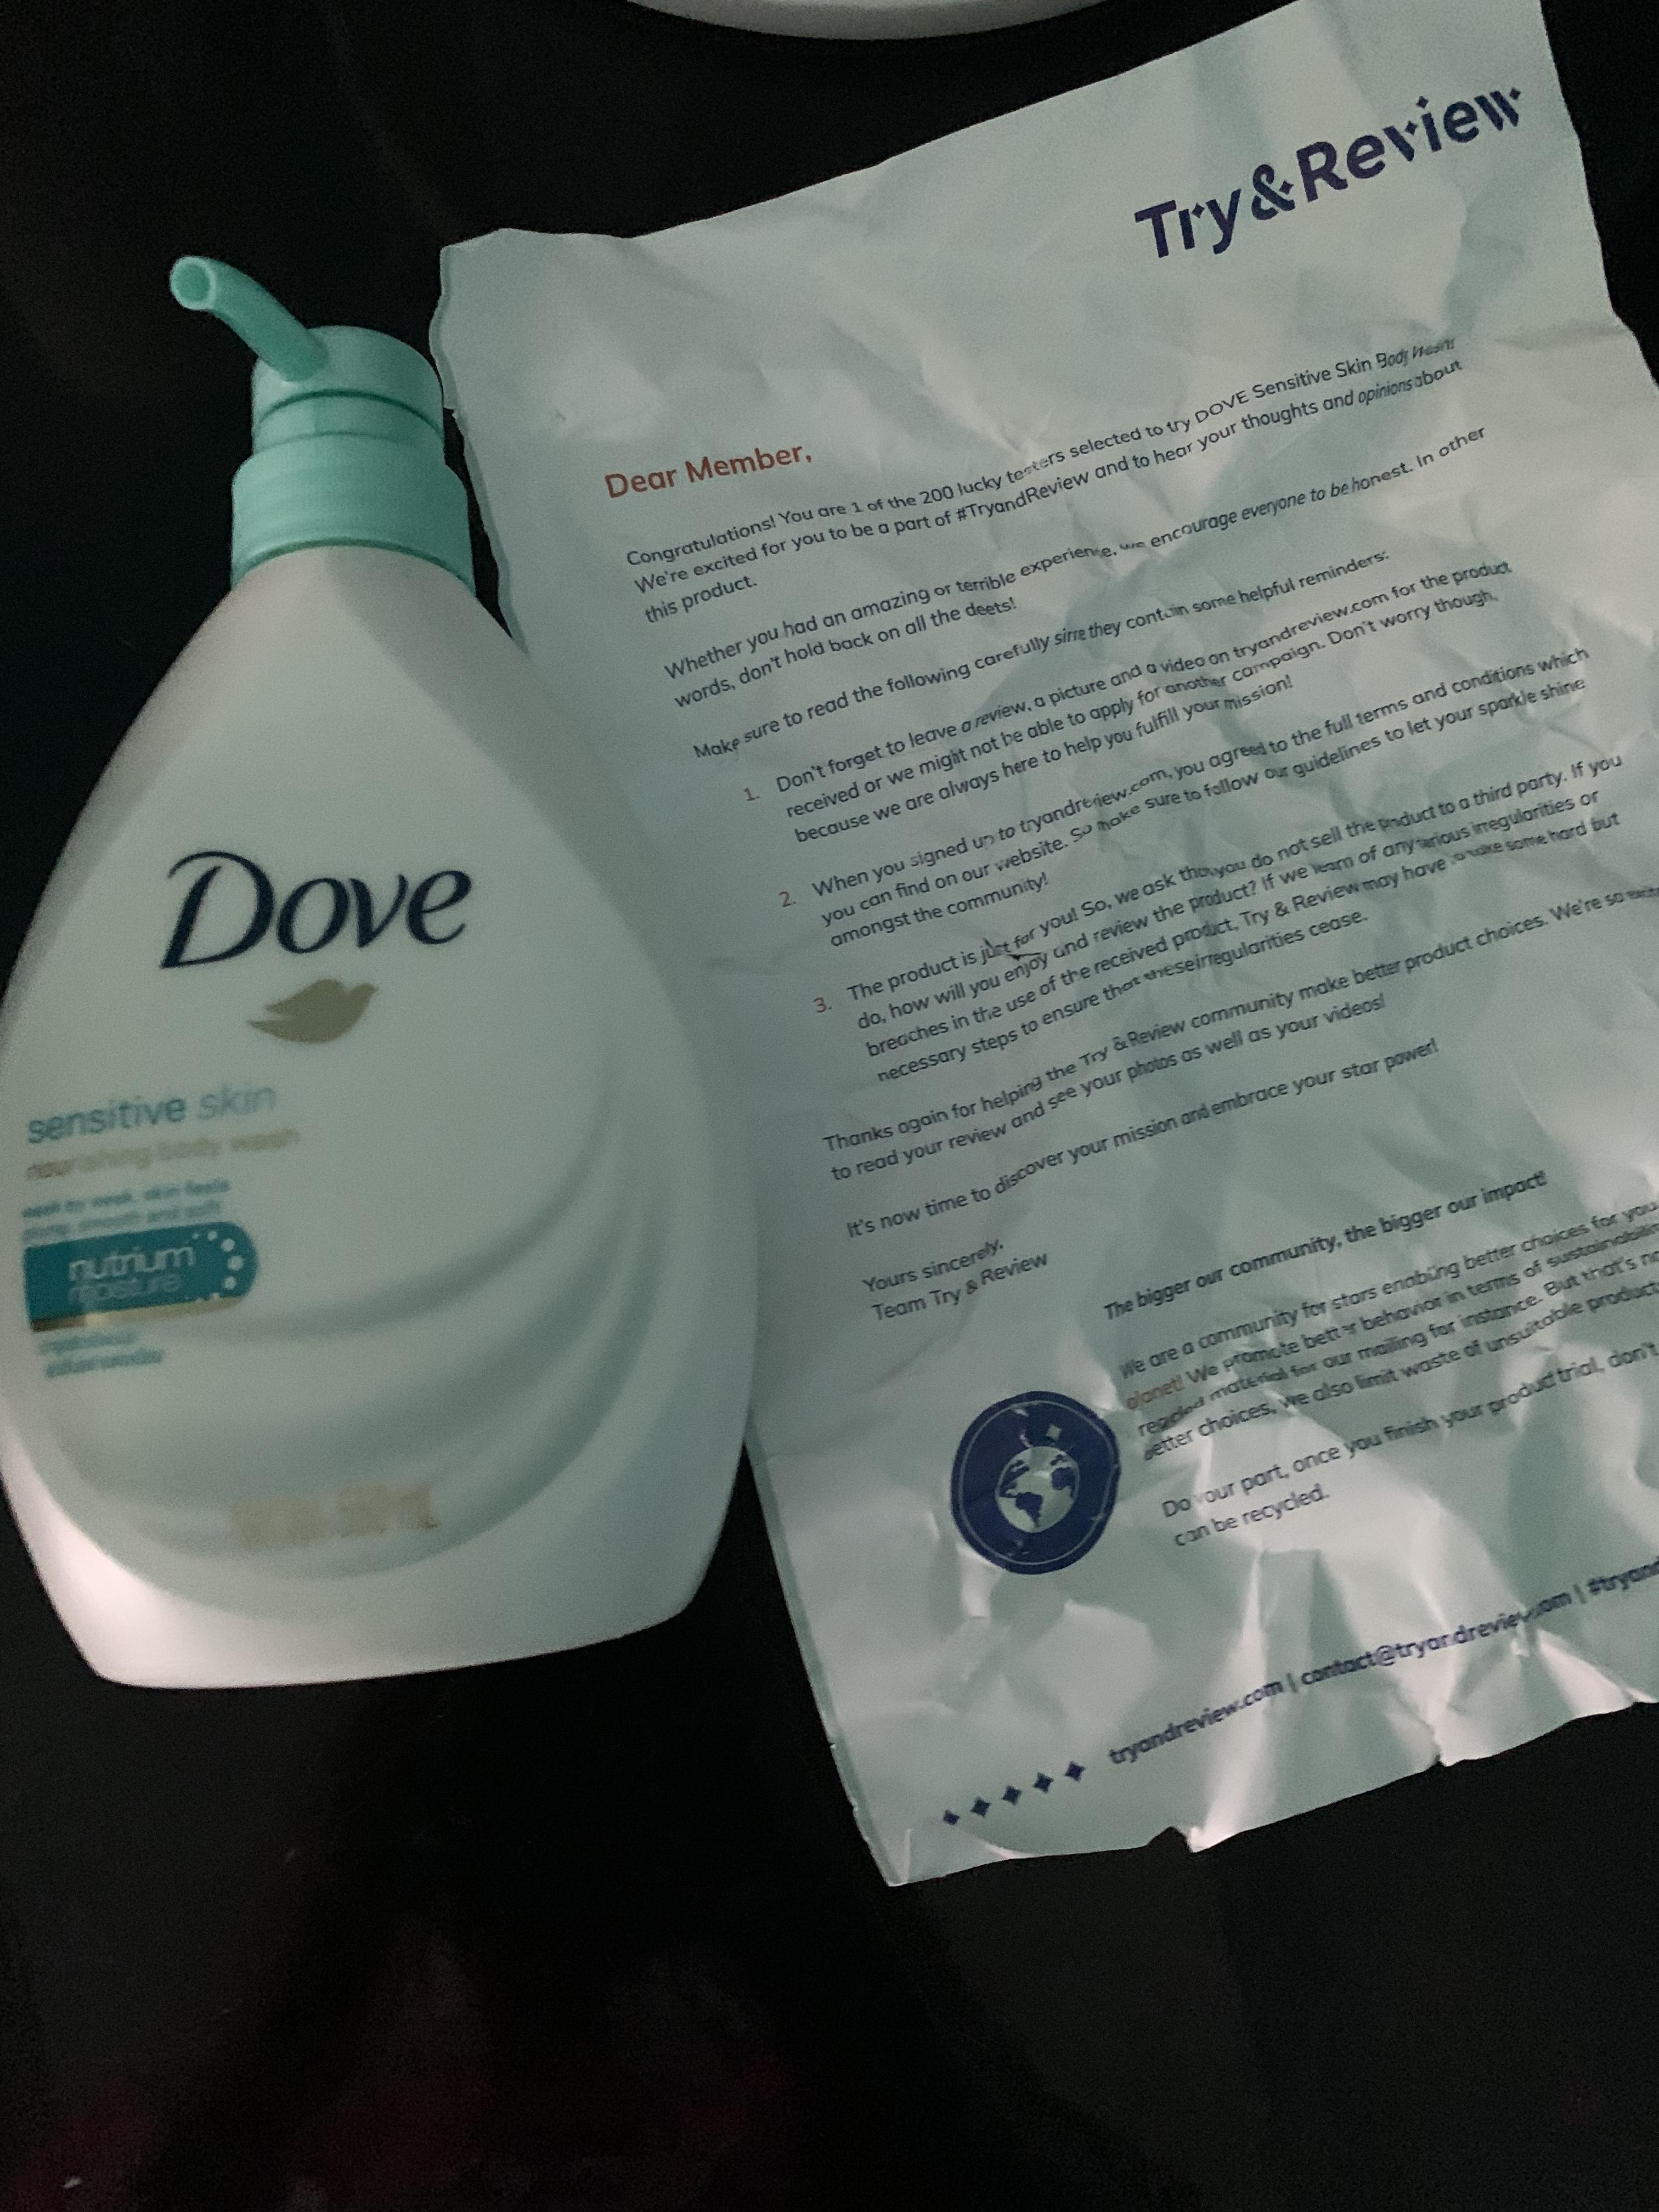 Try&Review
Dear Member,
Congratulations! You are 1 of the 200 lucky testers selected to try DOVE Sensitive Skin Body Wash!
We're excited for you to be a part of #TryandReview and to hear your thoughts and opinions about
this product.
Whether you had an amazing or terrible experience, we encourage everyone to be honest. In other
words, don't hold back on all the deets!
Make sure to read the following carefully since they contain some helpful reminders:
1. Don't forget to leave a review, a picture and a video on tryandreview.com for the product
received or we might not be able to apply for another campaign. Don't worry though,
because we are always here to help you fulfill your mission!
2. When you signed up to tryandreview.com, you agreed to the full terms and conditions which
you can find on our website. So make sure to follow our guidelines to let your sparkle shine
amongst the community!
3. The product is just for you! So, we ask that you do not sell the product to a third party. If you
do, how will you enjoy and review the product? If we learn of any serious irregularities or
breaches in the use of the received product, Try & Review may have to take some hard but
necessary steps to ensure that these irregularities cease.
Thanks again for helping the Try & Review community make better product choices. We're so
to read your review and see your photos as well as your videos!
It's now time to discover your mission and embrace your star power!
Yours sincerely,
Team Try & Review
The bigger our community, the bigger our impact!
We are a community for stars enabling better choices for you
planet! We promote better behavior in terms of
recycled material for our mailing for instance. But that's
better choices, we also limit waste of unsuitable
Do your part, once you finish your product trial, don't
can be recycled.
tryandreview.com | contact@tryandreview.com |
Dove
sensitive skin
nourishing body wash
nutrium
moisture